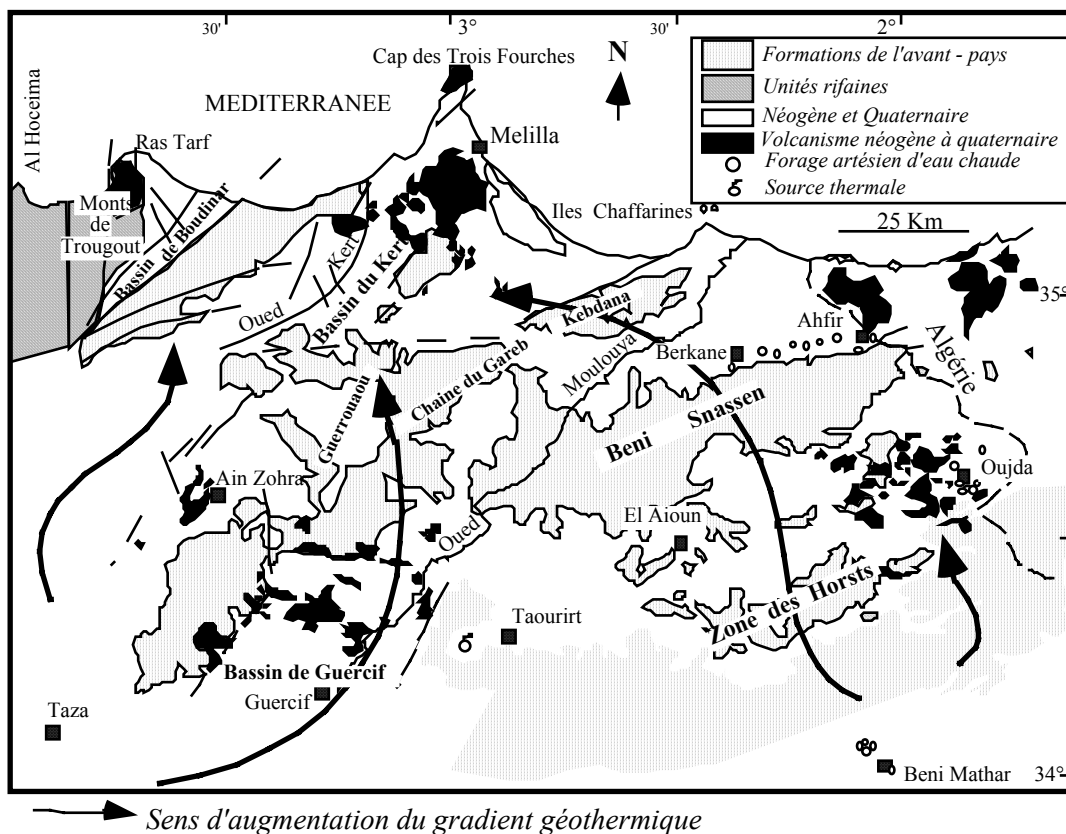 30'
3°
30'
2°
Cap des Trois Fourches
N
Formations de l'avant - pays
Unités rifaines
Néogène et Quaternaire
Volcanisme néogène à quaternaire
Forage artésien d'eau chaude
Source thermale
MEDITERRANEE
Al Hoceima
Ras Tarf
Melilla
Monts
de
Trougout
Bassin de Boudinar
Iles Chaffarines
25 Km
Kert
Oued
Bassin du Kert
Kebdana
35°
Ahfir
Moulouya
Berkane
Algérie
Chaine du Gareb
Guerrouaou
Beni Snassen
Ain Zohra
Oujda
El Aioun
Oued
Zone des Horsts
Taourirt
Bassin de Guercif
Guercif
Taza
Beni Mathar
34°
Sens d'augmentation du gradient géothermique